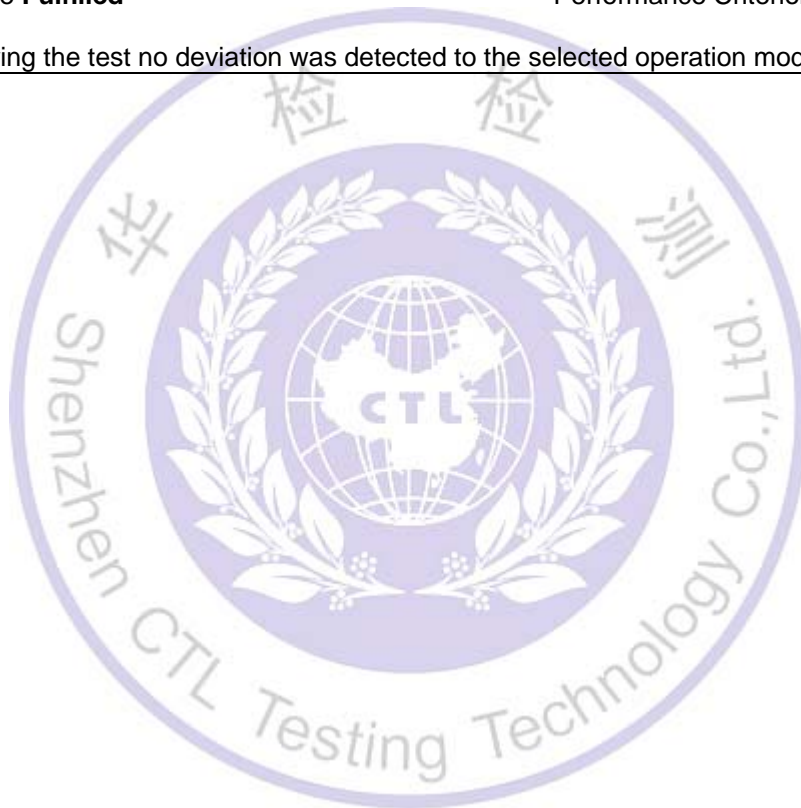 Fulfilled Performance
ing the test no deviation was detected to the selected operation mod
华检检测
CTL
Shenzhen CTL Testing Technology Co., Ltd.